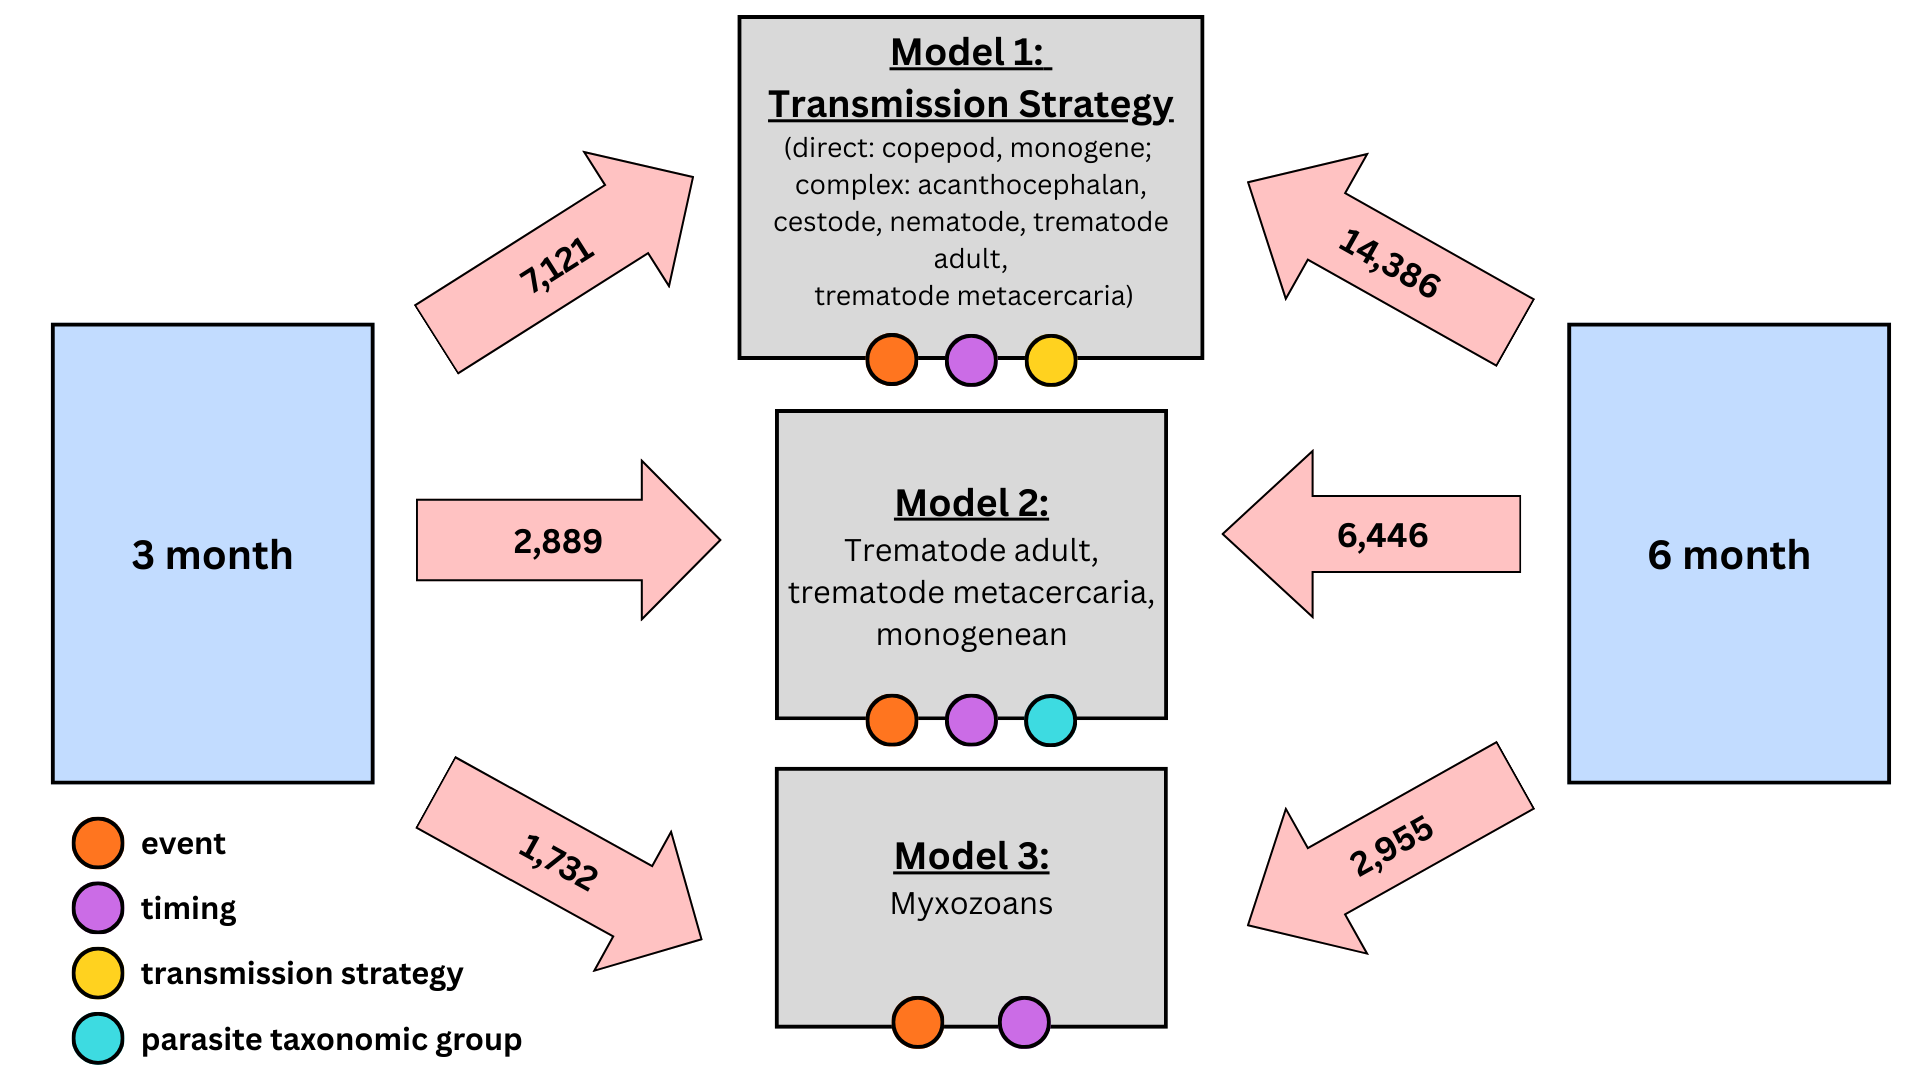 Model 1:
Transmission Strategy
(direct: copepod, monogene;
complex: acanthocephalan,
cestode, nematode, trematode
adult,
trematode metacercaria)
7,121
14,386
3 month
2,889
Model 2:
Trematode adult,
trematode metacercaria,
monogenean
6,446
6 month
1,732
Model 3:
Myxozoans
2,955
event
timing
transmission strategy
parasite taxonomic group